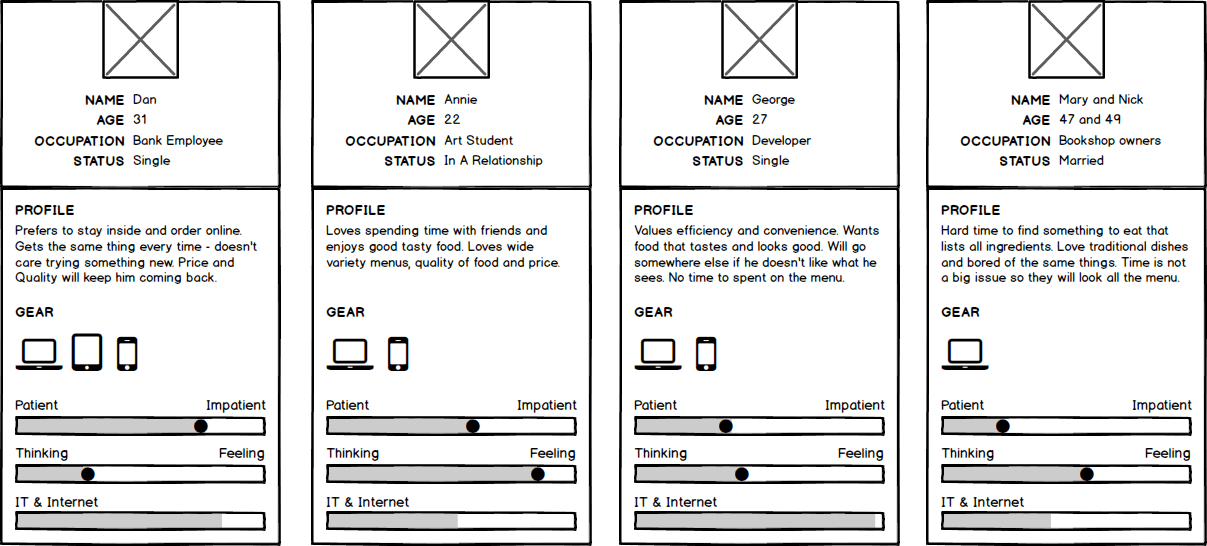 NAME Dan
AGE 31
OCCUPATION Bank Employee
STATUS Single
PROFILE
Prefers to stay inside and order online.
Gets the same thing every time - doesn't
care trying something new. Price and
Quality will keep him coming back.
GEAR
Patient Impatient
Thinking Feeling
IT & Internet
NAME Annie
AGE 22
OCCUPATION Art Student
STATUS In A Relationship
PROFILE
Loves spending time with friends and
enjoys good tasty food. Loves wide
variety menus, quality of food and price.
GEAR
Patient Impatient
Thinking Feeling
IT & Internet
NAME George
AGE 27
OCCUPATION Developer
STATUS Single
PROFILE
Values efficiency and convenience. Wants
food that tastes and looks good. Will go
somewhere else if he doesn't like what he
sees. No time to spent on the menu.
GEAR
Patient Impatient
Thinking Feeling
IT & Internet
NAME Mary and Nick
AGE 47 and 49
OCCUPATION Bookshop owners
STATUS Married
PROFILE
Hard time to find something to eat that
lists all ingredients. Love traditional dishes
and bored of the same things. Time is not
a big issue so they will look all the menu.
GEAR
Patient Impatient
Thinking Feeling
IT & Internet